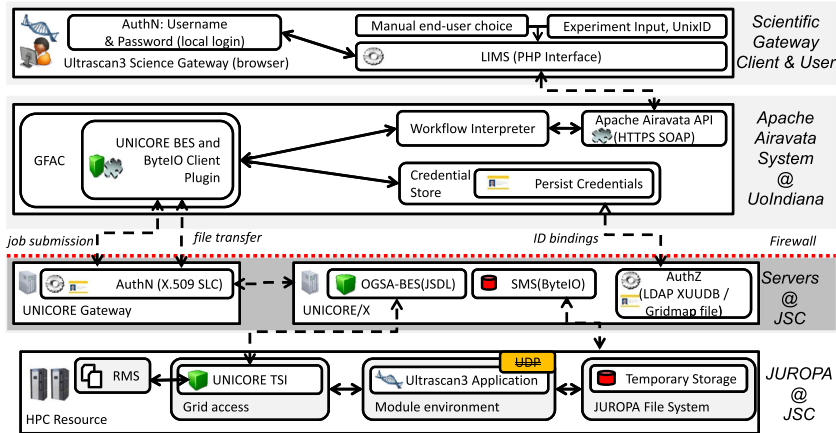 AuthN: Username
& Password (local login)
Ultrascan3 Science Gateway (browser)
Manual end-user choice
Experiment Input, UnixID
LIMS (PHP Interface)
Scientific
Gateway
Client & User
GFAC
UNICORE BES and
ByteIO Client
Plugin
Workflow Interpreter
Apache Airavata API
(HTTPS SOAP)
Credential
Store
Persist Credentials
Apache
Airavata
System
@
UoIndiana
job submission
file transfer
ID bindings
Firewall
AuthN (X.509 SLC)
UNICORE Gateway
OGSA-BES(JSDL)
SMS(ByteIO)
UNICORE/X
AuthZ
(LDAP XUUDB /
Gridmap file)
Servers
@
JSC
RMS
HPC Resource
UNICORE TSI
Grid access
UDP
Ultrascan3 Application
Module environment
Temporary Storage
JUROPA File System
JUROPA
@
JSC